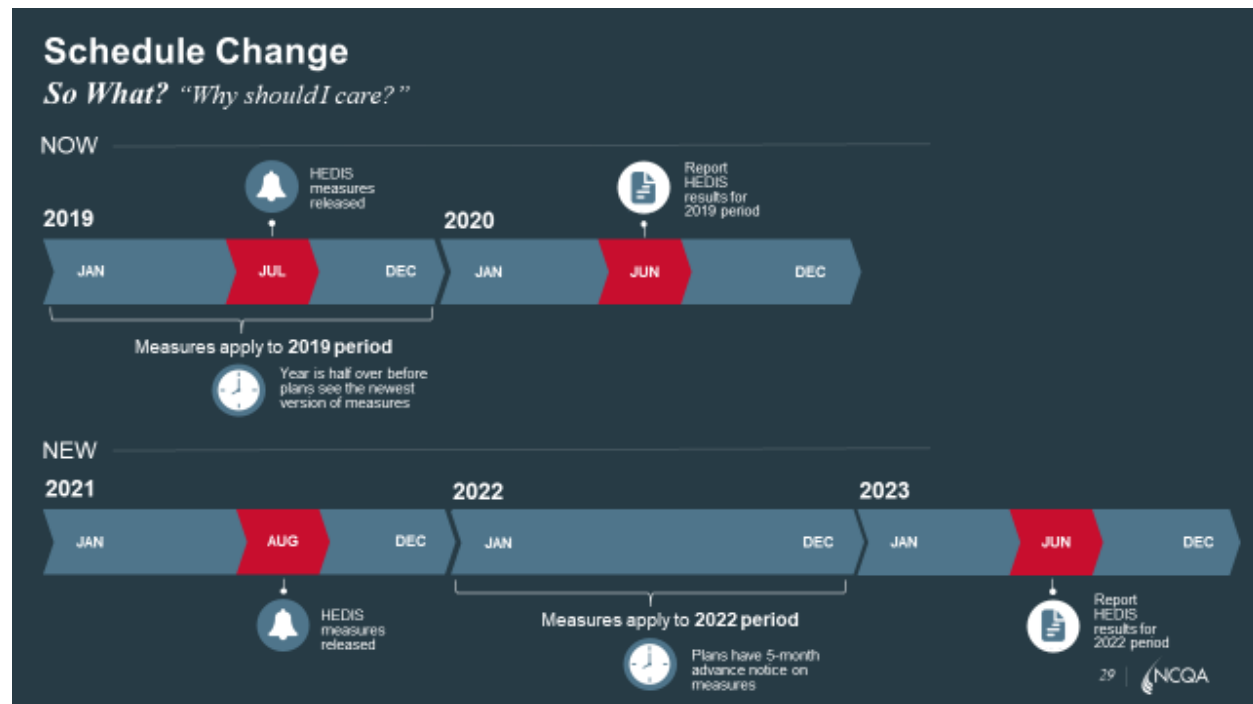 Schedule Change
So What? “Why should I care?”
NOW
HEDIS
measures
released
Report
HEDIS
results for
2019 period
2019
2020
JAN
JUL
DEC
JAN
JUN
DEC
Measures apply to 2019 period
Year is half over before
plans see the newest
version of measures
NEW
2021
2022
2023
JAN
AUG
DEC
JAN
DEC
JAN
JUN
DEC
HEDIS
measures
released
Measures apply to 2022 period
Plans have 5-month
advance notice on
measures
Report
HEDIS
results for
2022 period
29 | NCQA